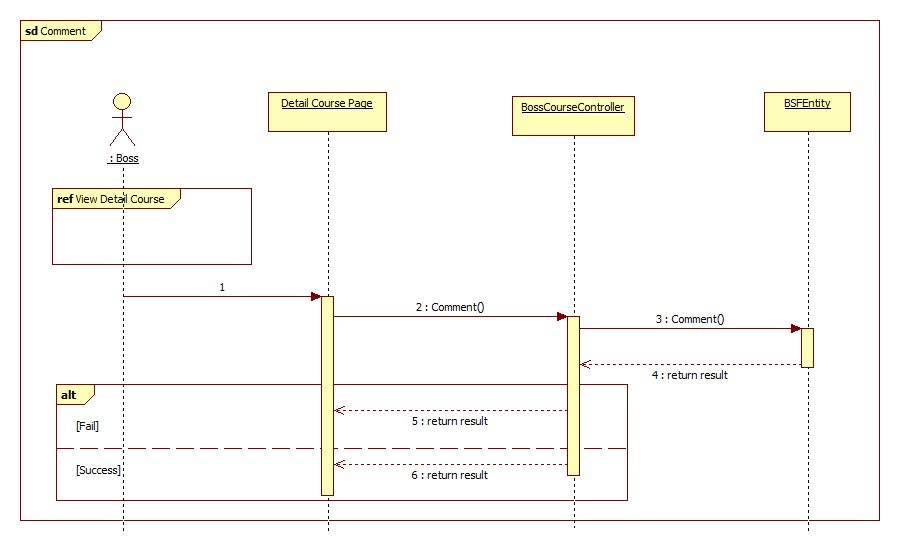 sd Comment
Detail Course Page
BossCourseController
BSFEntity
: Boss
ref View Detail Course
1
2 : Comment()
3 : Comment()
4 : return result
alt
5 : return result
[Fail]
[Success]
6 : return result